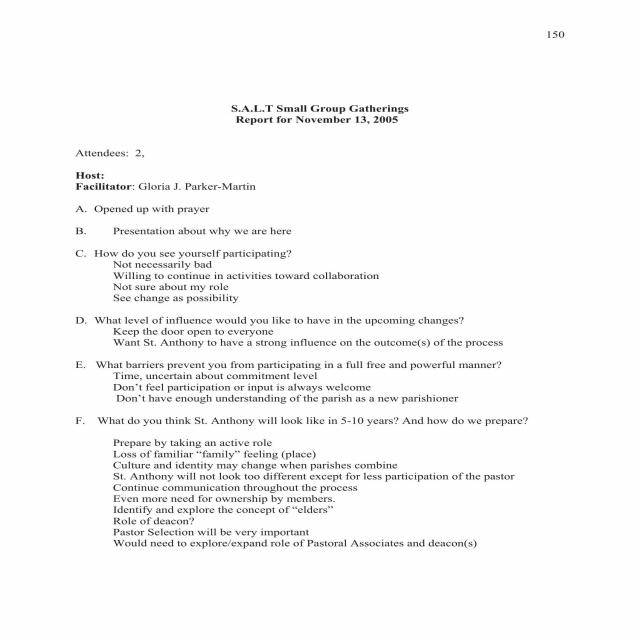 150
S.A.L.T Small Group Gatherings
Report for November 13, 2005
Attendees:  2,
Host:
Facilitator: Gloria J. Parker-Martin
A.  Opened up with prayer
B.       Presentation about why we are here
C.  How do you see yourself participating?
Not necessarily bad
Willing to continue in activities toward collaboration
Not sure about my role
See change as possibility
D.  What level of influence would you like to have in the upcoming changes?
Keep the door open to everyone
Want St. Anthony to have a strong influence on the outcome(s) of the process
E.   What barriers prevent you from participating in a full free and powerful manner?
Time, uncertain about commitment level
Don’t feel participation or input is always welcome
Don’t have enough understanding of the parish as a new parishioner
F.   What do you think St. Anthony will look like in 5-10 years? And how do we prepare?
Prepare by taking an active role
Loss of familiar “family” feeling (place)
Culture and identity may change when parishes combine
St. Anthony will not look too different except for less participation of the pastor
Continue communication throughout the process
Even more need for ownership by members.
Identify and explore the concept of “elders”
Role of deacon?
Pastor Selection will be very important
Would need to explore/expand role of Pastoral Associates and deacon(s)